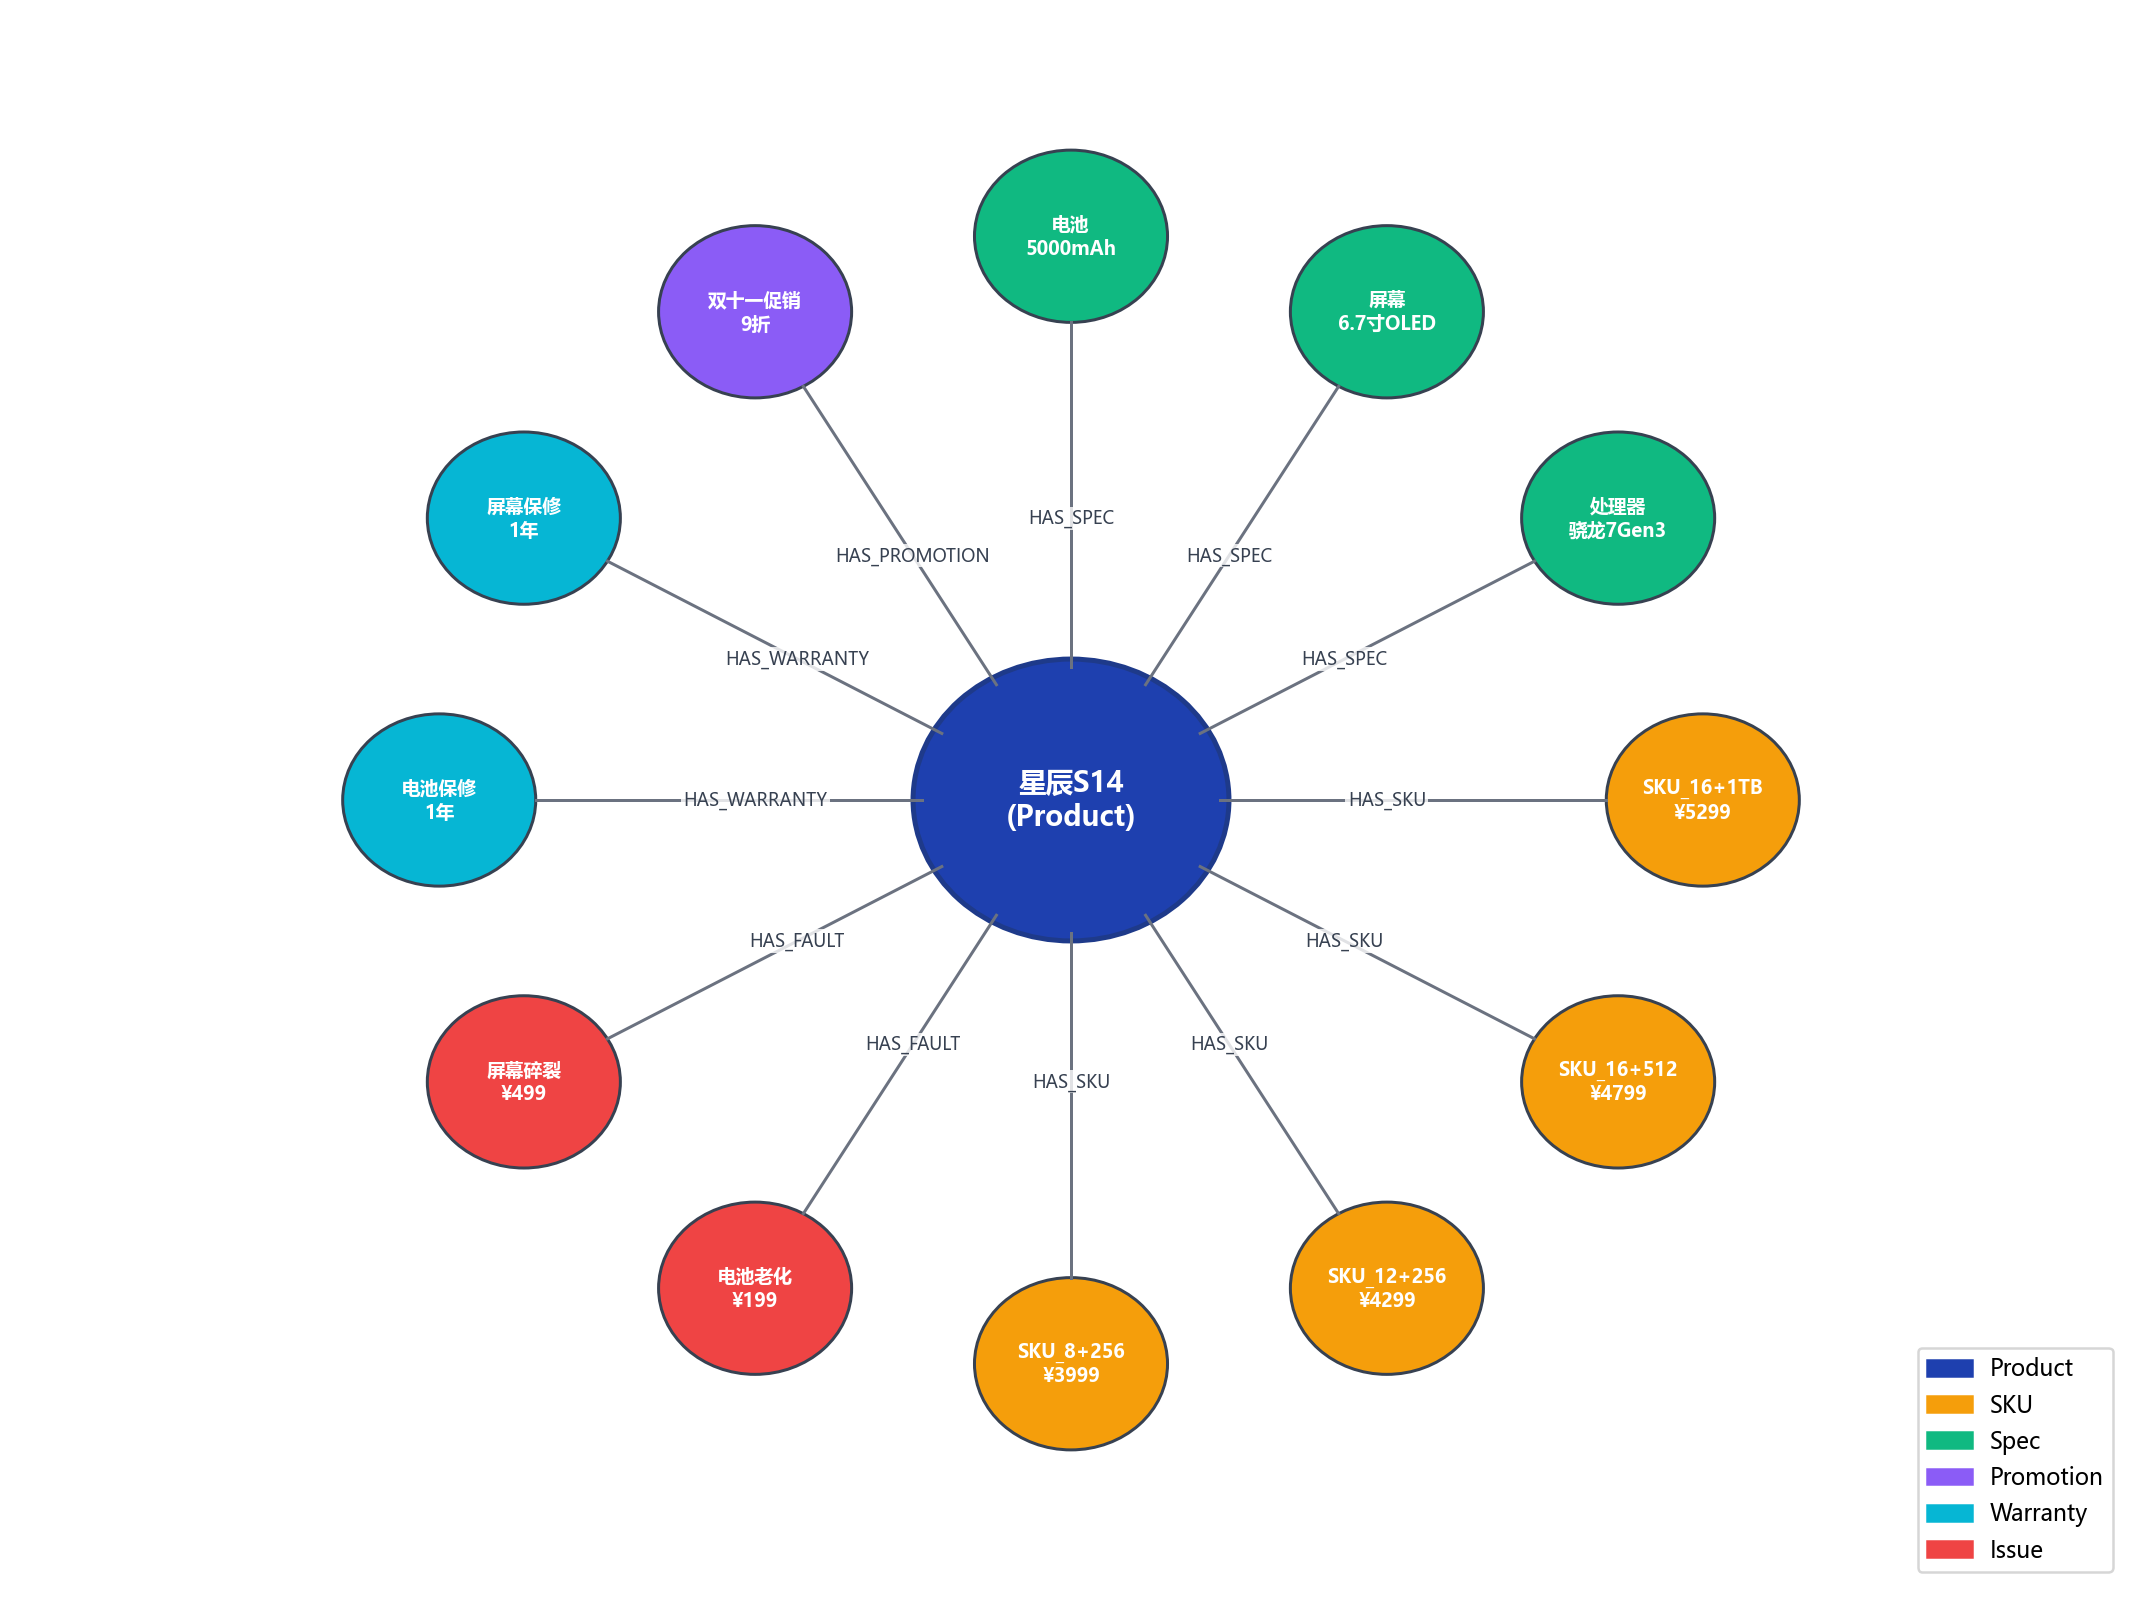 电池
5000mAh
双十一促销
9折
屏幕
6.7寸OLED
屏幕保修
1年
处理器
骁龙7Gen3
HAS_SPEC
HAS_PROMOTION
HAS_SPEC
HAS_WARRANTY
HAS_SPEC
电池保修
1年
HAS_WARRANTY
星辰S14
(Product)
HAS_SKU
SKU_16+1TB
¥5299
HAS_FAULT
HAS_SKU
HAS_FAULT
HAS_SKU
HAS_SKU
屏幕碎裂
¥499
SKU_16+512
¥4799
电池老化
¥199
SKU_8+256
¥3999
SKU_12+256
¥4299
Product
SKU
Spec
Promotion
Warranty
Issue